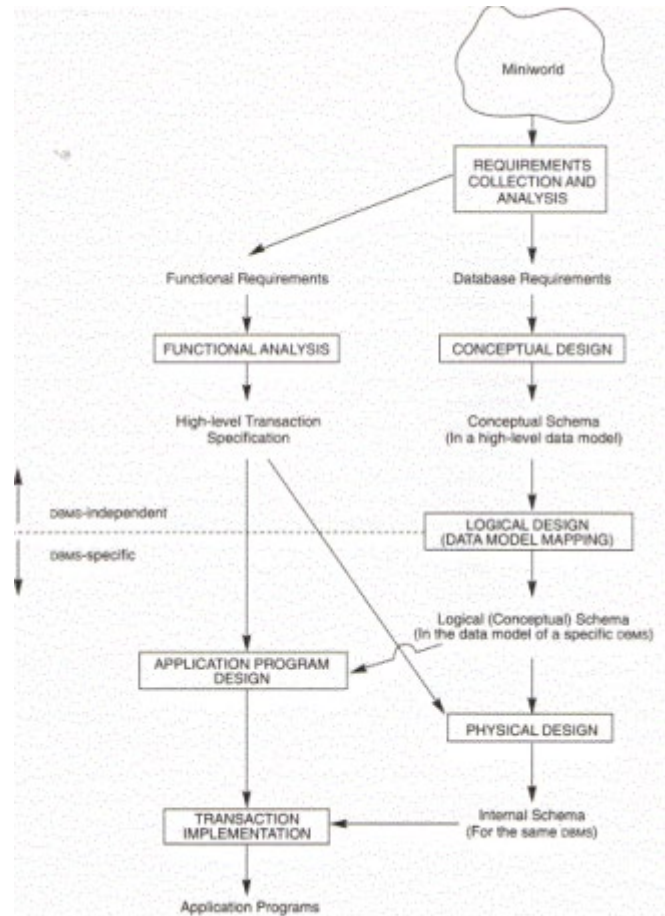 Miniworld
REQUIREMENTS
COLLECTION AND
ANALYSIS
Functional Requirements
Database Requirements
FUNCTIONAL ANALYSIS
CONCEPTUAL DESIGN
High-level Transaction
Specification
Conceptual Schema
(In a high-level data model)
DBMS-independent
LOGICAL DESIGN
(DATA MODEL MAPPING)
DBMS-specific
Logical (Conceptual) Schema
(In the data model of a specific DBMS)
APPLICATION PROGRAM
DESIGN
PHYSICAL DESIGN
TRANSACTION
IMPLEMENTATION
Internal Schema
(For the same DBMS)
Application Programs